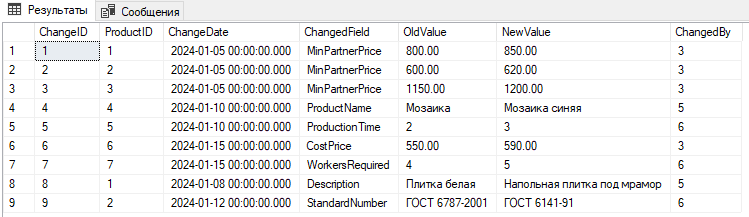 Результаты Сообщения
ChangeID ProductID ChangeDate ChangedField OldValue NewValue ChangedBy
1 1 1 2024-01-05 00:00:00.000 MinPartnerPrice 800.00 850.00 3
2 2 2 2024-01-05 00:00:00.000 MinPartnerPrice 600.00 620.00 3
3 3 3 2024-01-05 00:00:00.000 MinPartnerPrice 1150.00 1200.00 3
4 4 4 2024-01-10 00:00:00.000 ProductName Мозаика Мозаика синяя 5
5 5 5 2024-01-10 00:00:00.000 ProductionTime 2 3 6
6 6 6 2024-01-15 00:00:00.000 CostPrice 550.00 590.00 3
7 7 7 2024-01-15 00:00:00.000 WorkersRequired 4 5 6
8 8 1 2024-01-08 00:00:00.000 Description Плитка белая Напольная плитка под мрамор 5
9 9 2 2024-01-12 00:00:00.000 StandardNumber ГОСТ 6787-2001 ГОСТ 6141-91 6